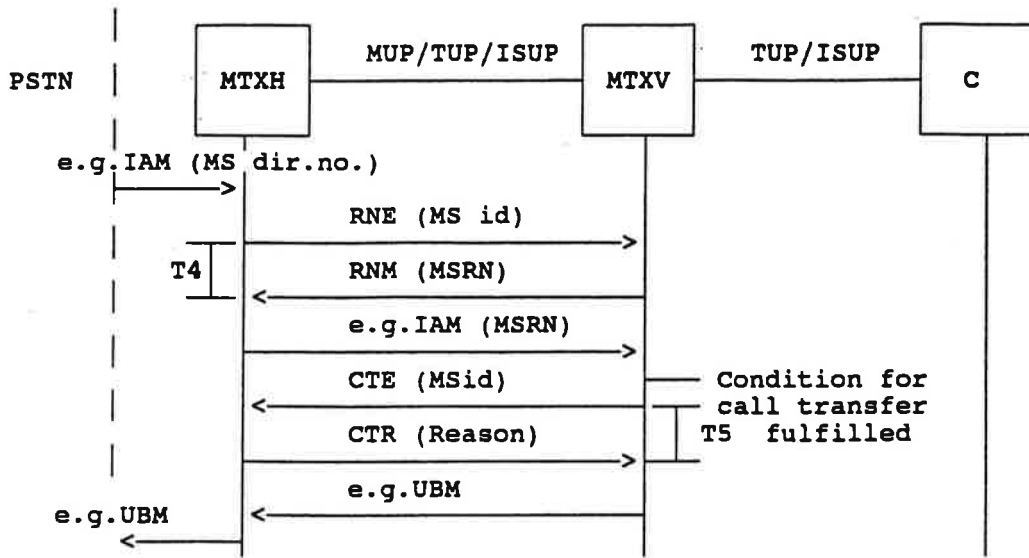 MUP/TUP/ISUP
TUP/ISUP
PSTN
MTXH
MTXV
C
e.g.IAM (MS dir.no.)
RNE (MS id)
T4
RNM (MSRN)
e.g.IAM (MSRN)
CTE (MSid)
Condition for
call transfer
CTR (Reason)
T5 fulfilled
e.g.UBM
e.g.UBM